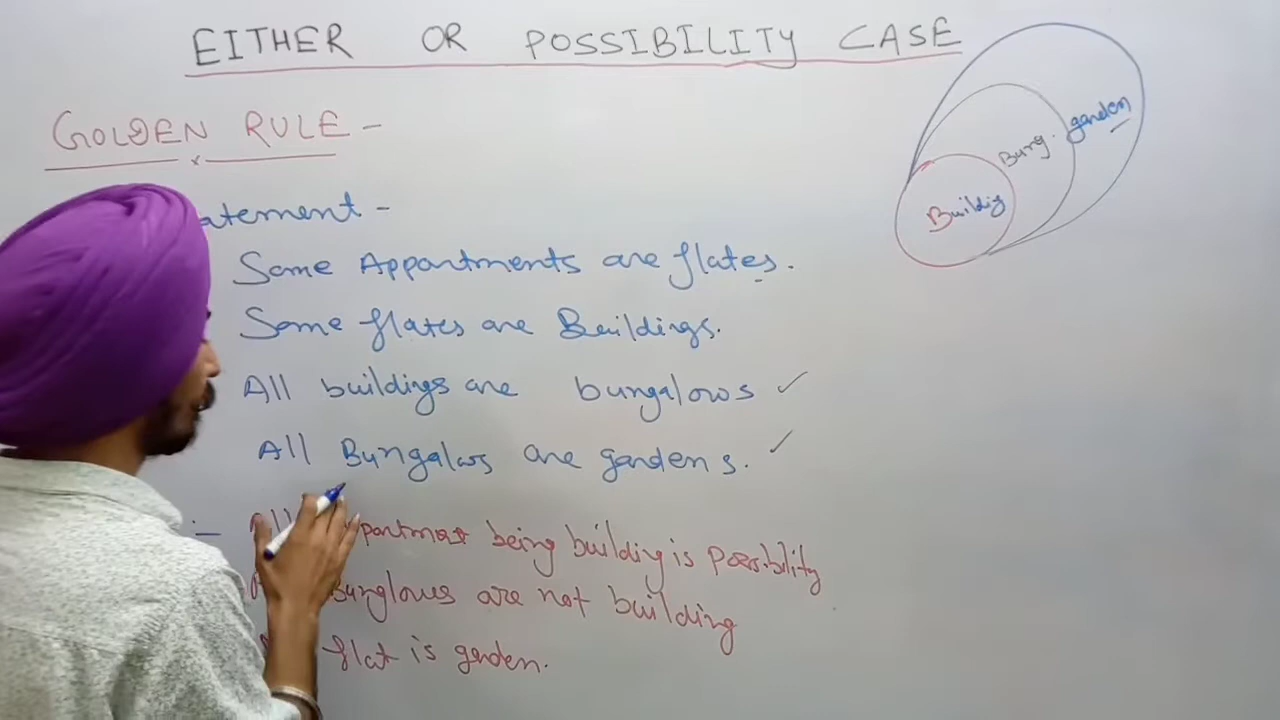 EITHER OR POSSIBILITY CASE
GOLDEN RULE -
atement -
Some Appartments are flates.
Some flates are Buildings.
All buildings are bungalows ✓
All Bungalows are gardens. ✓
All being building is possibility
Bunglows are not building
flat is garden.
Building
Bung.
garden